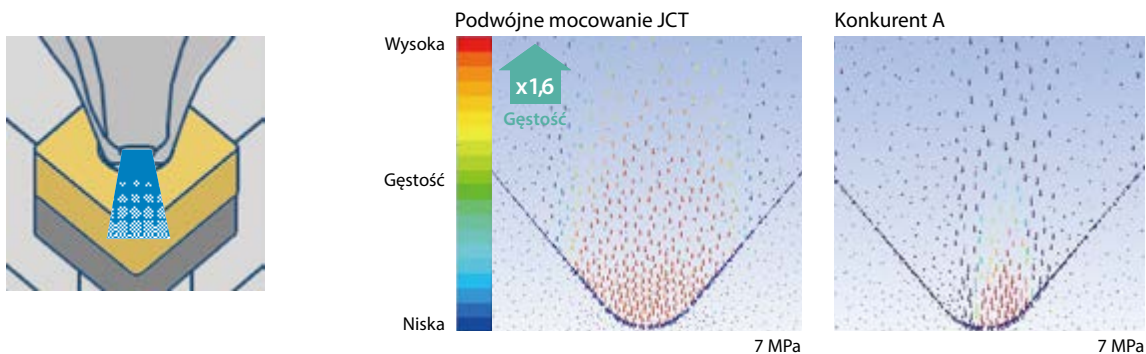 Podwójne mocowanie JCT
Konkurent A
Wysoka
x1,6
Gęstość
Gęstość
Niska
7 MPa
7 MPa